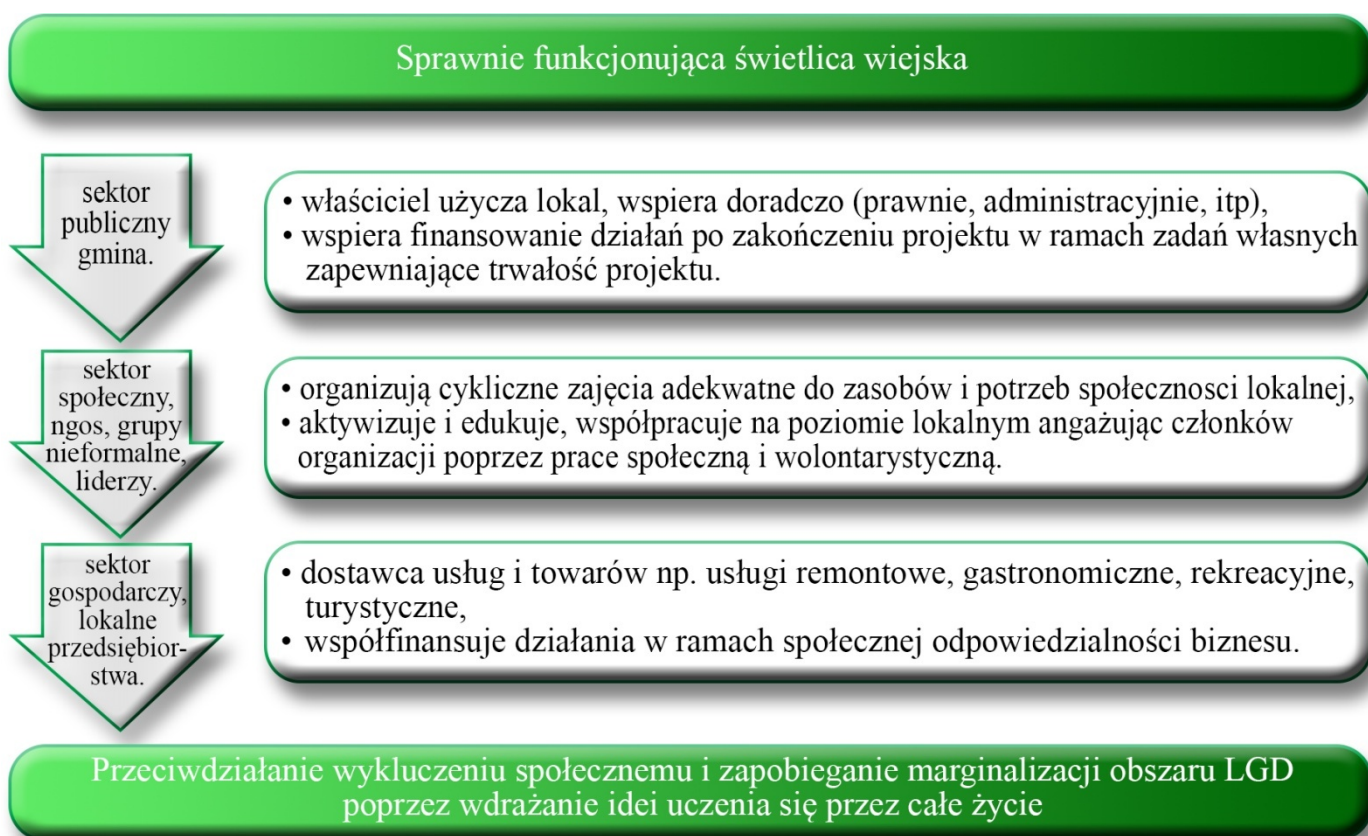 Sprawnie funkcjonująca świetlica wiejska
sektor
publiczny
gmina.
• właściciel użycza lokal, wspiera doradczo (prawnie, administracyjnie, itp),
• wspiera finansowanie działań po zakończeniu projektu w ramach zadań własnych
zapewniające trwałość projektu.
sektor
społeczny,
ngos, grupy
nieformalne,
liderzy.
• organizują cykliczne zajęcia adekwatne do zasobów i potrzeb społecznosci lokalnej,
• aktywizuje i edukuje, współpracuje na poziomie lokalnym angażując członków
organizacji poprzez prace społeczną i wolontarystyczną.
sektor
gospodarczy,
lokalne
przedsiębior-
stwa.
• dostawca usług i towarów np. usługi remontowe, gastronomiczne, rekreacyjne,
turystyczne,
• współfinansuje działania w ramach społecznej odpowiedzialności biznesu.
Przeciwdziałanie wykluczeniu społecznemu i zapobieganie marginalizacji obszaru LGD
poprzez wdrażanie idei uczenia się przez całe życie